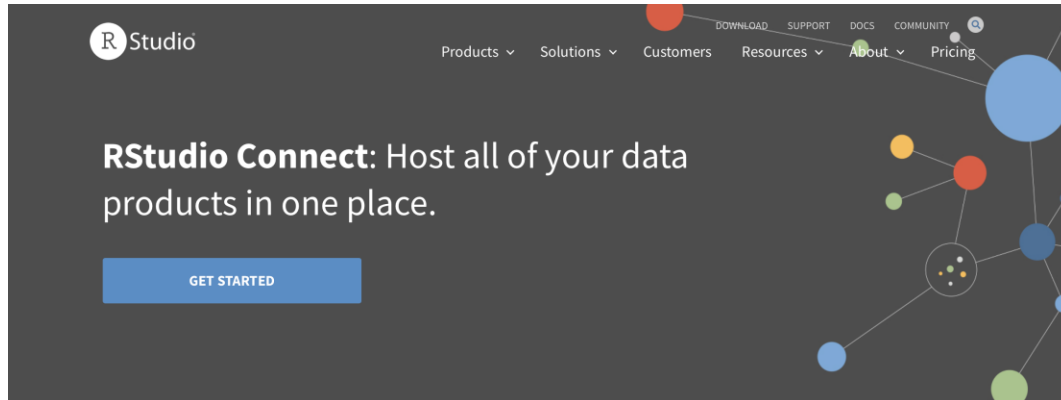 R Studio
DOWNLOAD SUPPORT DOCS COMMUNITY
Products Solutions Customers Resources About Pricing
RStudio Connect: Host all of your data
products in one place.
GET STARTED